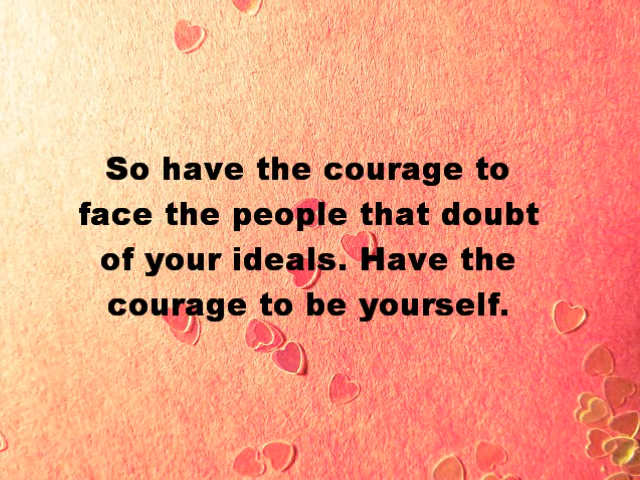 So have the courage to
face the people that doubt
of your ideals. Have the
courage to be yourself.